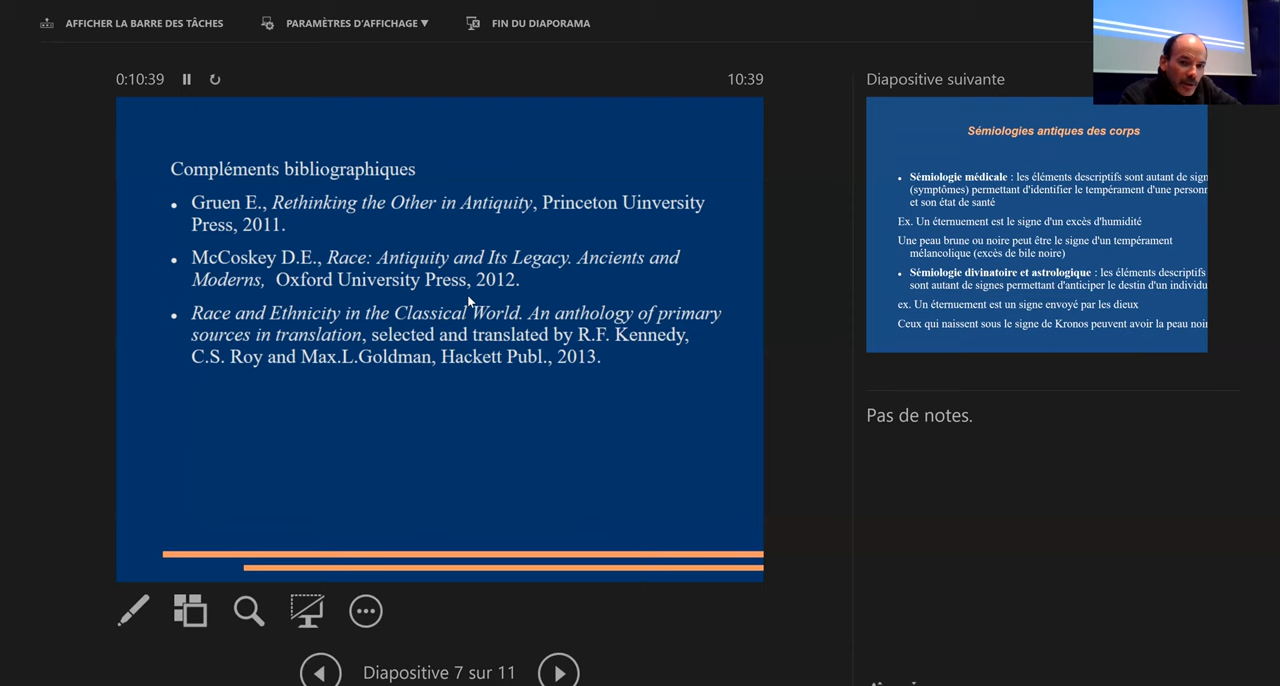 AFFICHER LA BARRE DES TÂCHES
PARAMÈTRES D'AFFICHAGE ▼
FIN DU DIAPORAMA
0:10:39
10:39
Compléments bibliographiques
• Gruen E., Rethinking the Other in Antiquity, Princeton Uinversity
Press, 2011.
• McCoskey D.E., Race: Antiquity and Its Legacy. Ancients and
Moderns, Oxford University Press, 2012.
• Race and Ethnicity in the Classical World. An anthology of primary
sources in translation, selected and translated by R.F. Kennedy,
C.S. Roy and Max.L.Goldman, Hackett Publ., 2013.
Diapositive 7 sur 11
Diapositive suivante
Sémiologies antiques des corps
• Sémiologie médicale : les éléments descriptifs sont autant de sign
(symptômes) permettant d'identifier le tempérament d'une personn
et son état de santé
Ex. Un éternuement est le signe d'un excès d'humidité
Une peau brune ou noire peut être le signe d'un tempérament
mélancolique (excès de bile noire)
• Sémiologie divinatoire et astrologique : les éléments descriptifs
sont autant de signes permettant d'anticiper le destin d'un individu
ex. Un éternuement est un signe envoyé par les dieux
Ceux qui naissent sous le signe de Kronos peuvent avoir la peau noir
Pas de notes.